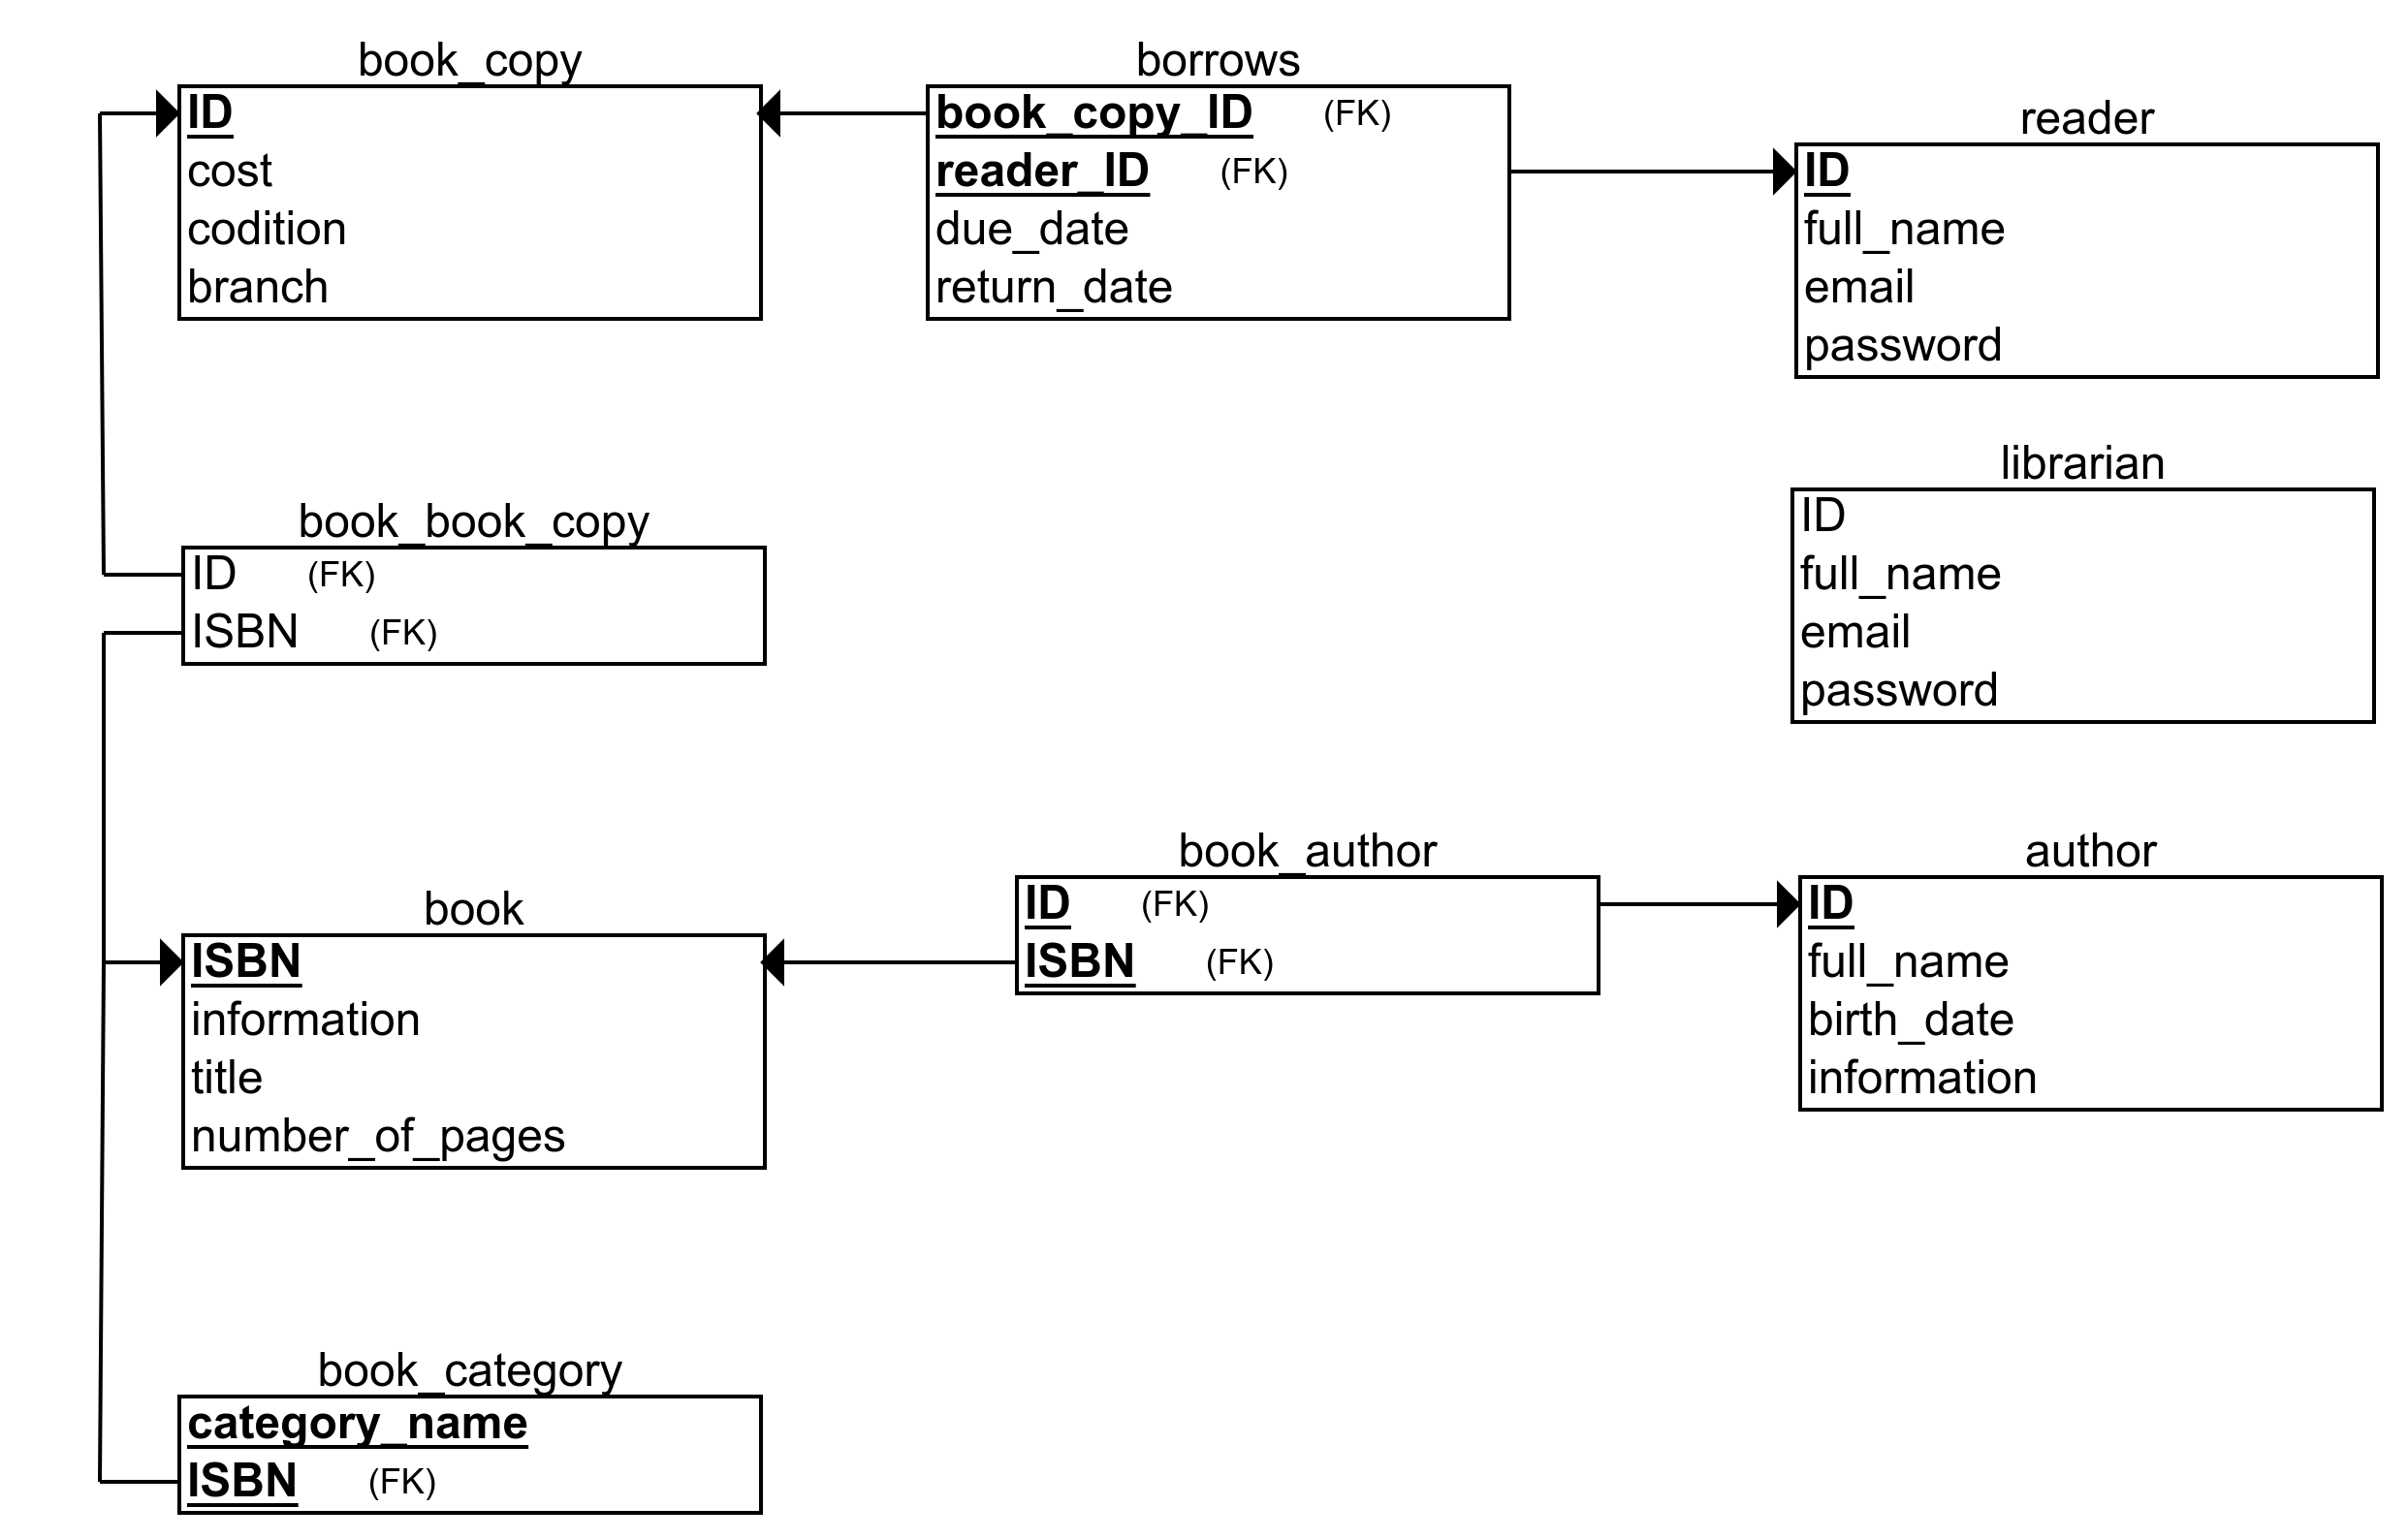 book_copy
ID
cost
codition
branch
borrows
book_copy_ID (FK)
reader_ID (FK)
due_date
return_date
reader
ID
full_name
email
password
librarian
ID
full_name
email
password
book_book_copy
ID (FK)
ISBN (FK)
book
ISBN
information
title
number_of_pages
book_author
ID (FK)
ISBN (FK)
author
ID
full_name
birth_date
information
book_category
category_name
ISBN (FK)